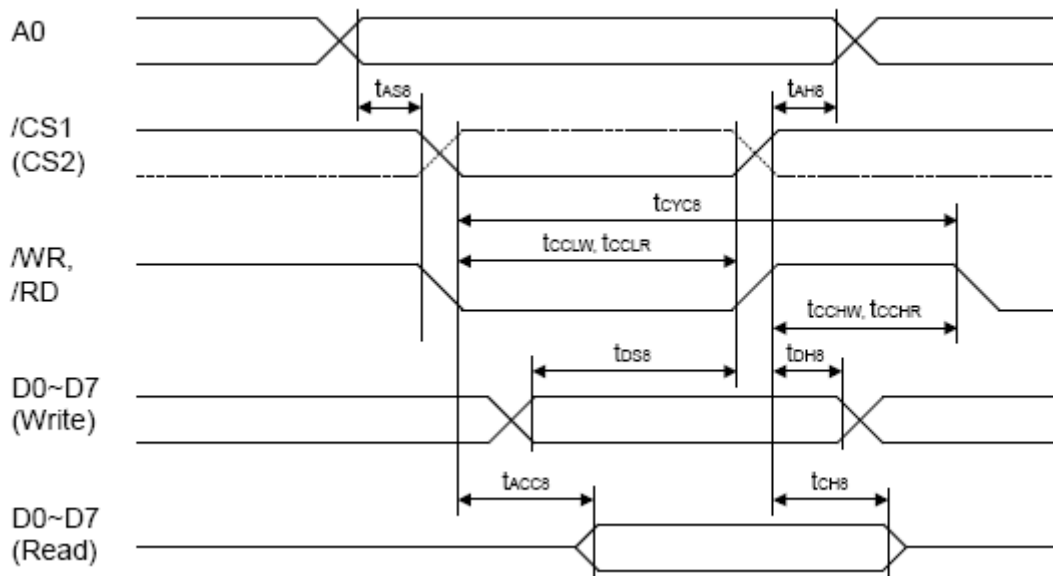 A0
tAS8
tAH8
/CS1
(CS2)
tCYC8
tCCLW, tCCLR
/WR,
/RD
tCCHW, tCCHR
tDS8
tDH8
D0~D7
(Write)
tACC8
tCH8
D0~D7
(Read)